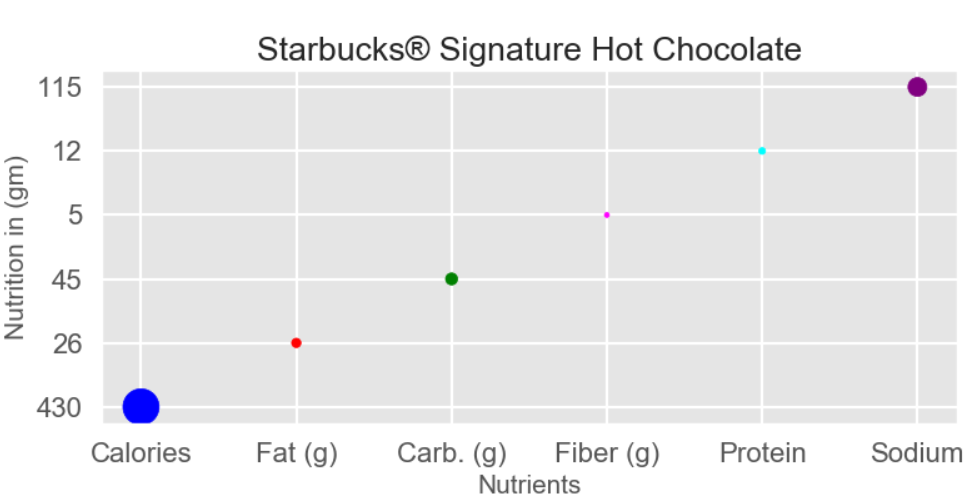 Starbucks® Signature Hot Chocolate
115
12
5
45
26
430
Nutrition in (gm)
Calories Fat (g) Carb. (g) Fiber (g) Protein Sodium
Nutrients